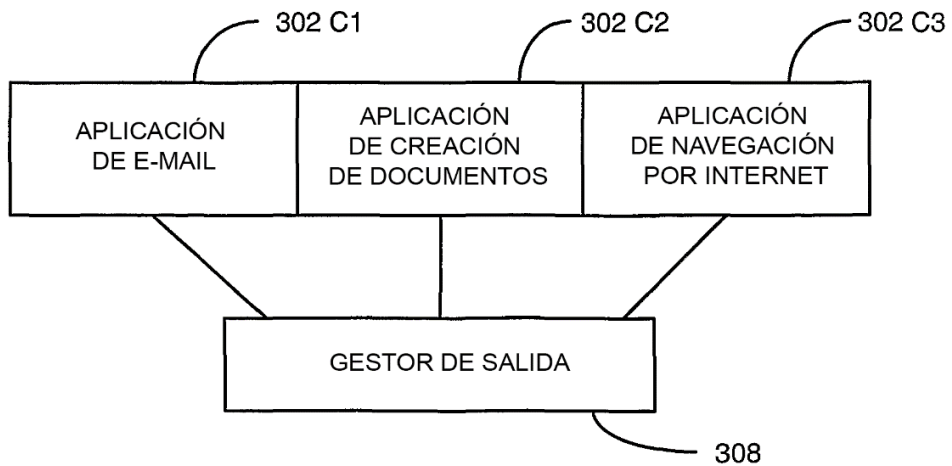 302 C1
302 C2
302 C3
APLICACIÓN
DE E-MAIL
APLICACIÓN
DE CREACIÓN
DE DOCUMENTOS
APLICACIÓN
DE NAVEGACIÓN
POR INTERNET
GESTOR DE SALIDA
308